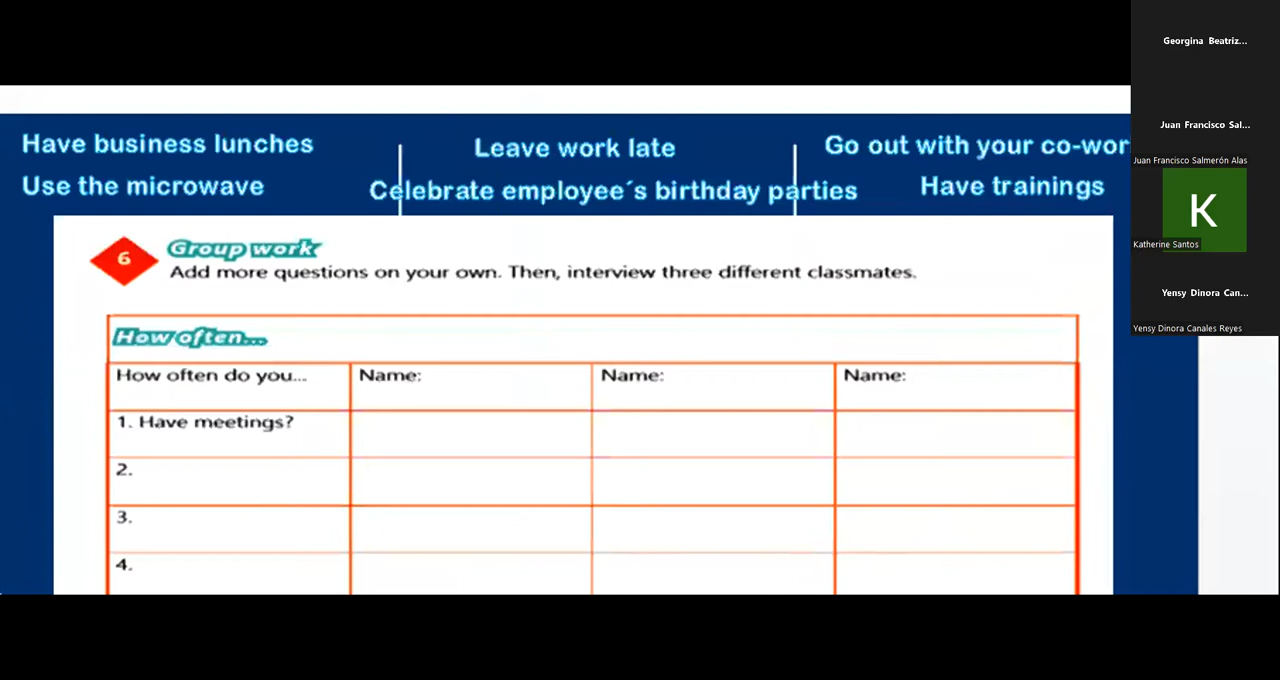 Have business lunches
Leave work late
Go out with your co-wor
Use the microwave
Celebrate employee´s birthday parties
Have trainings
6
Group work
Add more questions on your own. Then, interview three different classmates.
How often...
How often do you...
Name:
Name:
Name:
1. Have meetings?
2.
3.
4.
Georgina Beatriz...
Juan Francisco Sal...
Juan Francisco Salmerón Alas
K
Katherine Santos
Yensy Dinora Can...
Yensy Dinora Canales Reyes